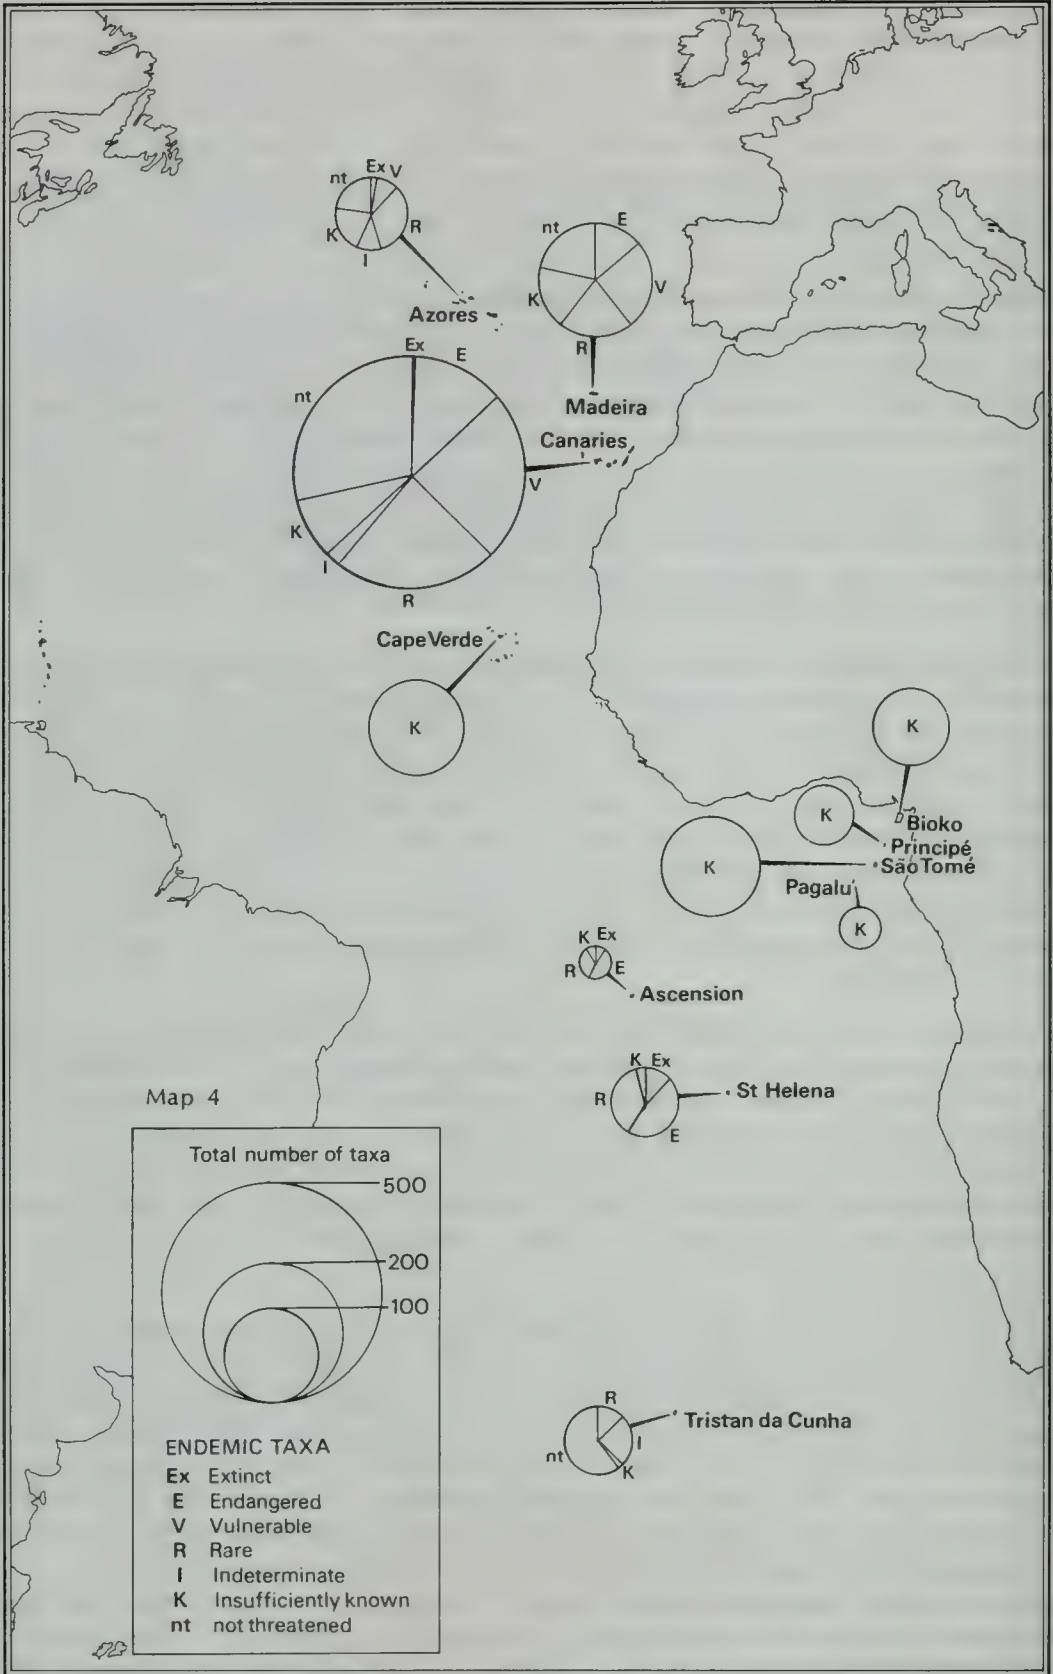 Ex V
nt
R
K
I
Azores
E
nt
V
K
R
Madeira
Ex E
nt
Canaries
V
K
I
R
Cape Verde
K
K
K
Bioko
Principé
São Tomé
K
Pagalu
K
K Ex
R E
Ascension
K Ex
R
St Helena
E
Map 4
Total number of taxa
500
200
100
R
Tristan da Cunha
nt I
K
ENDEMIC TAXA
Ex Extinct
E Endangered
V Vulnerable
R Rare
I Indeterminate
K Insufficiently known
nt not threatened